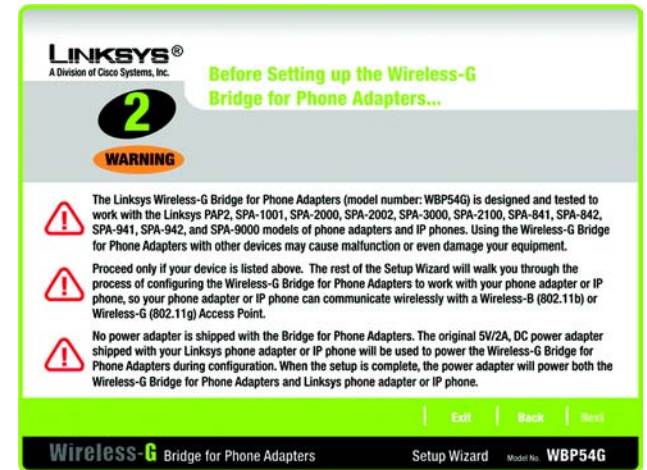 LINKSYS®
A Division of Cisco Systems, Inc.
Before Setting up the Wireless-G
Bridge for Phone Adapters...
2
WARNING
The Linksys Wireless-G Bridge for Phone Adapters (model number: WBP54G) is designed and tested to
work with the Linksys PAP2, SPA-1001, SPA-2000, SPA-2002, SPA-3000, SPA-2100, SPA-841, SPA-842,
SPA-941, SPA-942, and SPA-9000 models of phone adapters and IP phones. Using the Wireless-G Bridge
for Phone Adapters with other devices may cause malfunction or even damage your equipment.
Proceed only if your device is listed above. The rest of the Setup Wizard will walk you through the
process of configuring the Wireless-G Bridge for Phone Adapters to work with your phone adapter or IP
phone, so your phone adapter or IP phone can communicate wirelessly with a Wireless-B (802.11b) or
Wireless-G (802.11g) Access Point.
No power adapter is shipped with the Bridge for Phone Adapters. The original 5V/2A, DC power adapter
shipped with your Linksys phone adapter or IP phone will be used to power the Wireless-G Bridge for
Phone Adapters during configuration. When the setup is complete, the power adapter will power both the
Wireless-G Bridge for Phone Adapters and Linksys phone adapter or IP phone.
Exit Back Next
Wireless-G Bridge for Phone Adapters Setup Wizard Model No. WBP54G